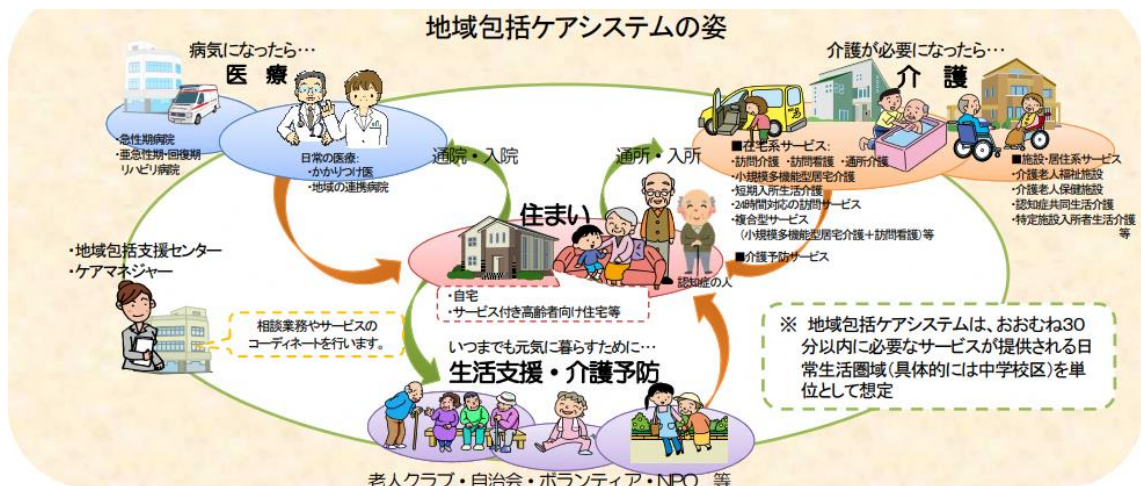 地域包括ケアシステムの姿
病気になったら…
医 療
・急性期病院
・亜急性期・回復期
リハビリ病院
日常の医療:
・かかりつけ医
・地域の連携病院
通院・入院
通所・入所
介護が必要になったら…
介 護
■在宅系サービス:
・訪問介護 ・訪問看護 ・通所介護
・小規模多機能型居宅介護
・短期入所生活介護
・24時間対応の訪問サービス
・複合型サービス
(小規模多機能型居宅介護+訪問看護)等
■介護予防サービス
■施設・居住系サービス
・介護老人福祉施設
・介護老人保健施設
・認知症共同生活介護
・特定施設入所者生活介護
等
住まい
認知症の人
・自宅
・サービス付き高齢者向け住宅等
・地域包括支援センター
・ケアマネジャー
相談業務やサービスの
コーディネートを行います。
いつまでも元気に暮らすために…
生活支援・介護予防
老人クラブ・自治会・ボランティア・NPO 等
※ 地域包括ケアシステムは、おおむね30
分以内に必要なサービスが提供される日
常生活圏域(具体的には中学校区)を単
位として想定